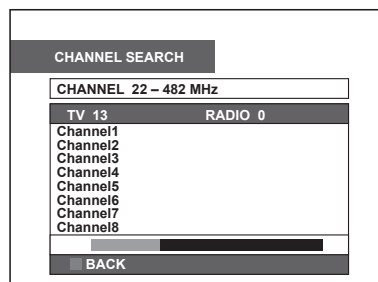 CHANNEL SEARCH
CHANNEL 22 – 482 MHz
TV 13 RADIO 0
Channel1
Channel2
Channel3
Channel4
Channel5
Channel6
Channel7
Channel8
BACK